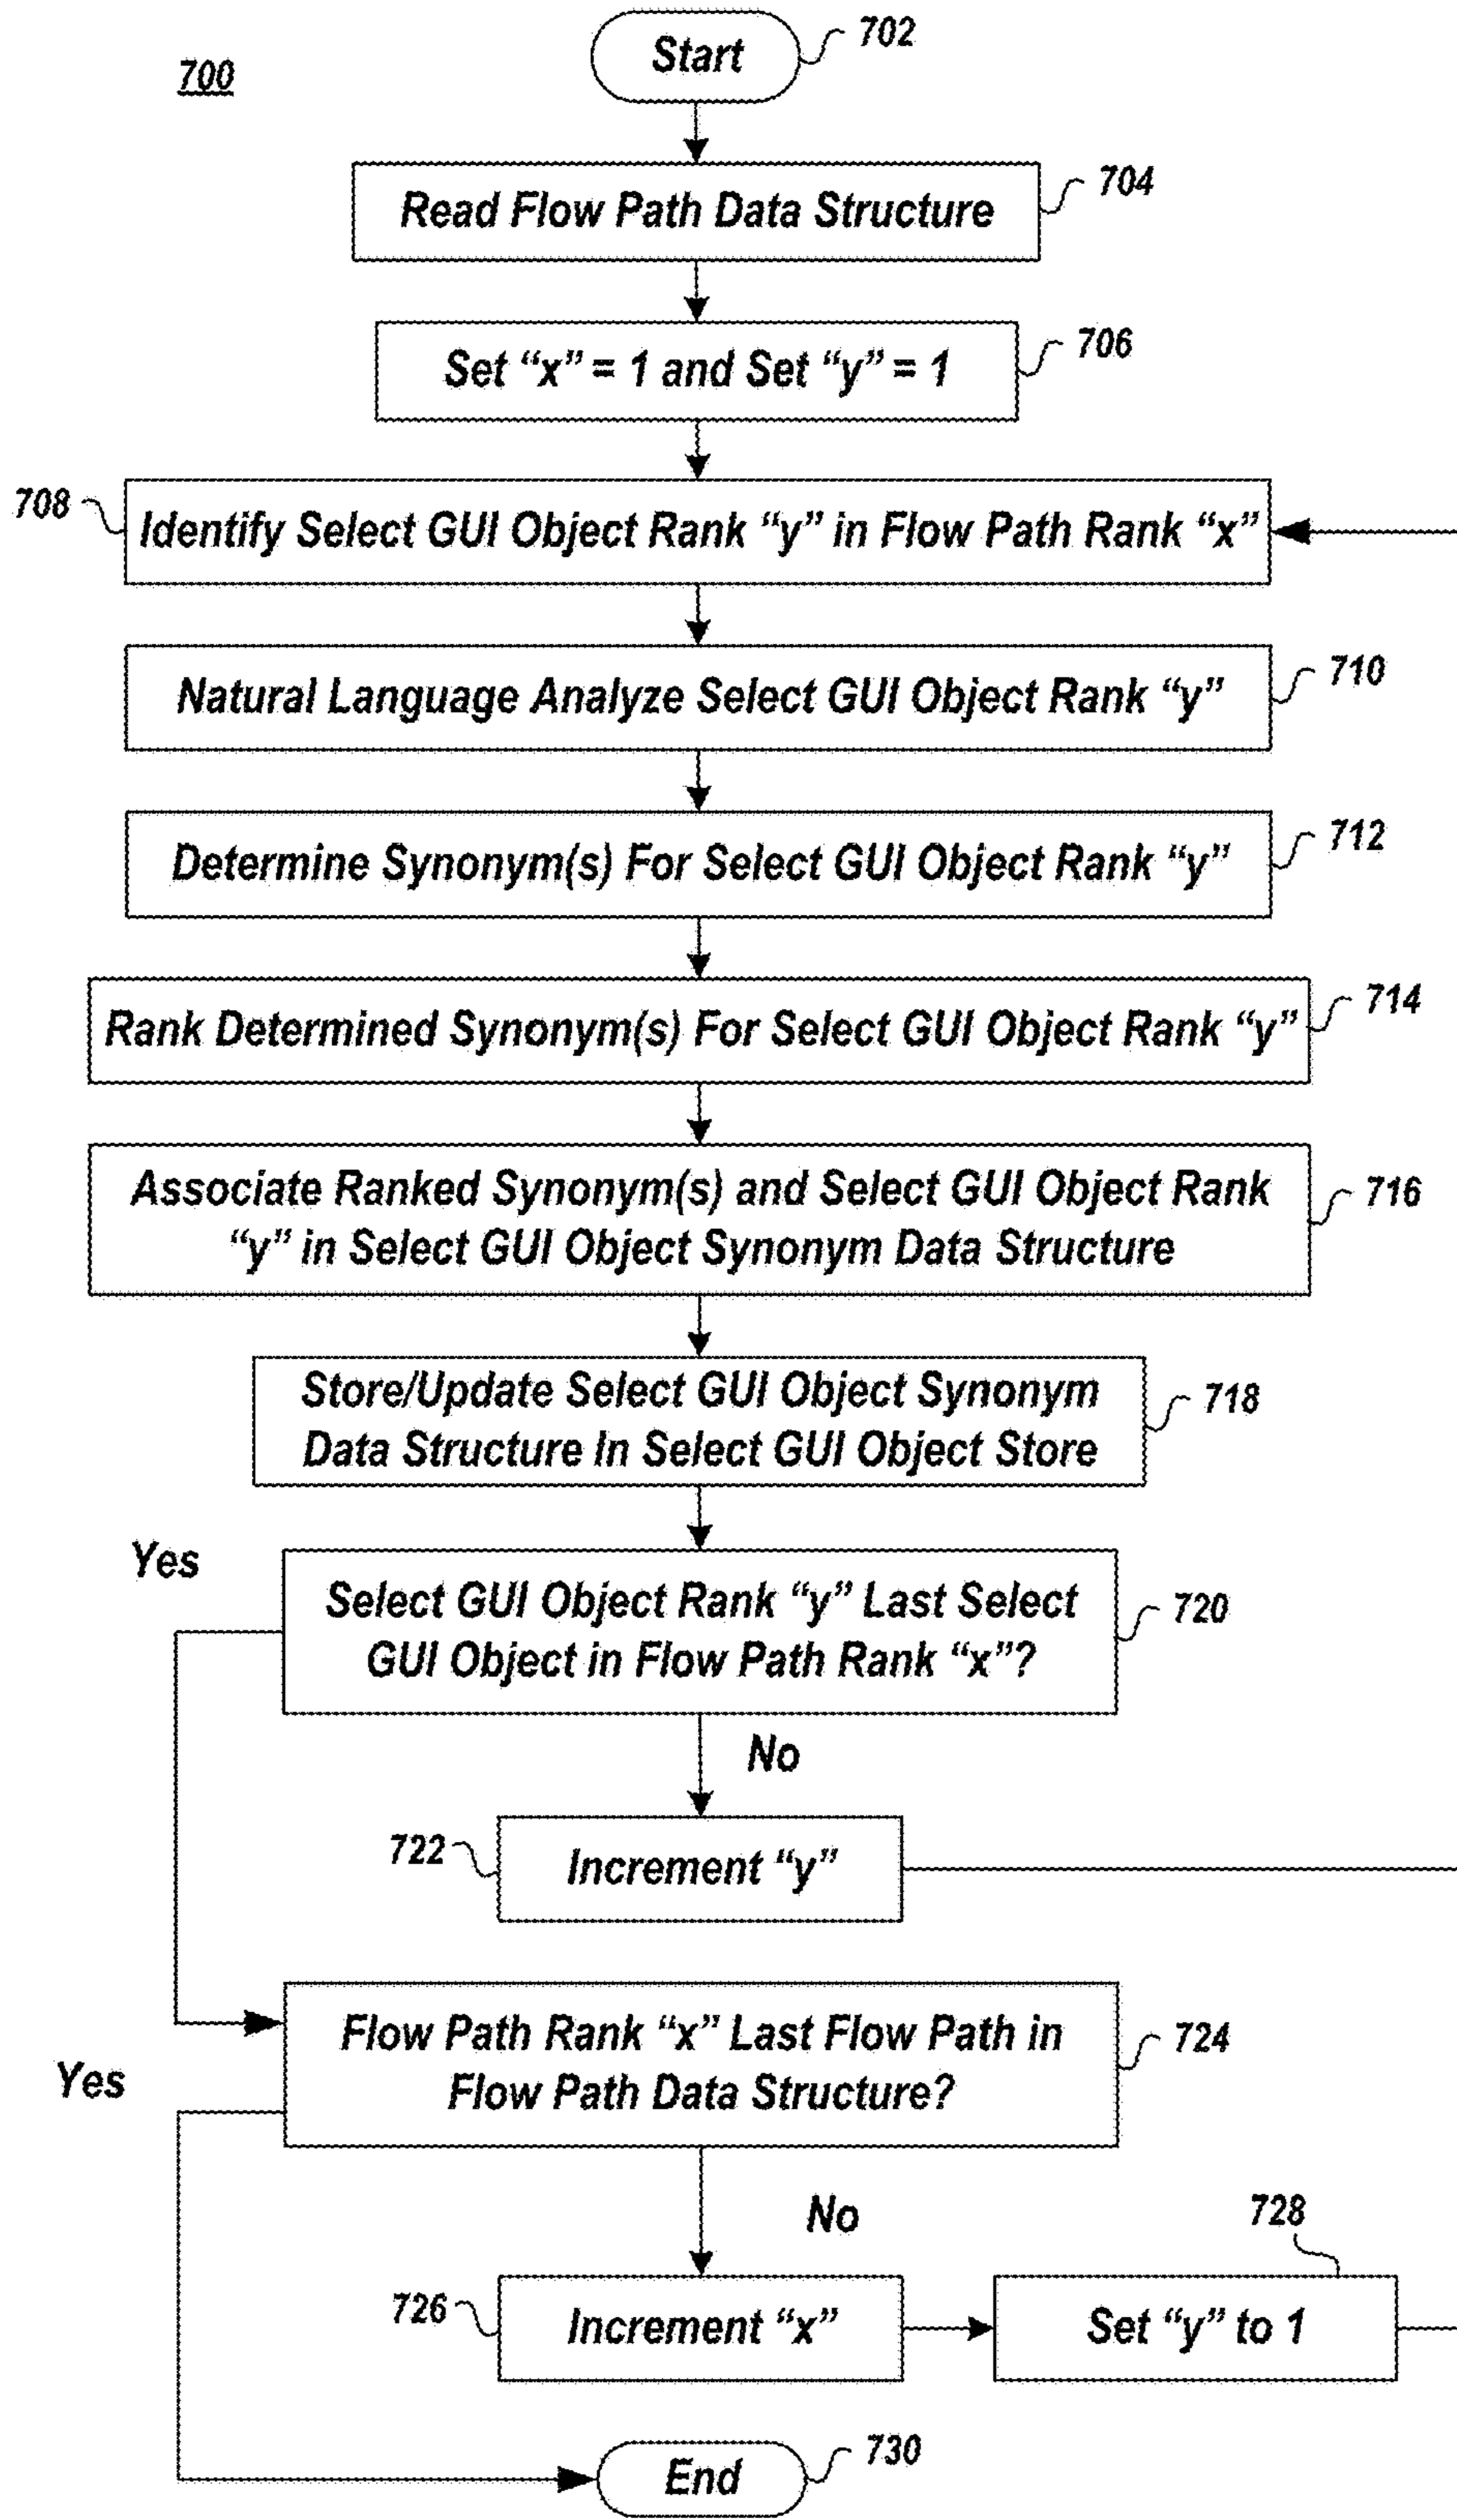 700
Start
702
Read Flow Path Data Structure
704
Set “x” = 1 and Set “y” = 1
706
708
Identify Select GUI Object Rank “y” in Flow Path Rank “x”
Natural Language Analyze Select GUI Object Rank “y”
710
Determine Synonym(s) For Select GUI Object Rank “y”
712
Rank Determined Synonym(s) For Select GUI Object Rank “y”
714
Associate Ranked Synonym(s) and Select GUI Object Rank
“y” in Select GUI Object Synonym Data Structure
716
Store/Update Select GUI Object Synonym
Data Structure In Select GUI Object Store
718
Yes
Select GUI Object Rank “y” Last Select
GUI Object in Flow Path Rank “x”?
720
No
722
Increment “y”
Flow Path Rank “x” Last Flow Path in
Flow Path Data Structure?
724
Yes
No
728
726
Increment “x”
Set “y” to 1
End
730